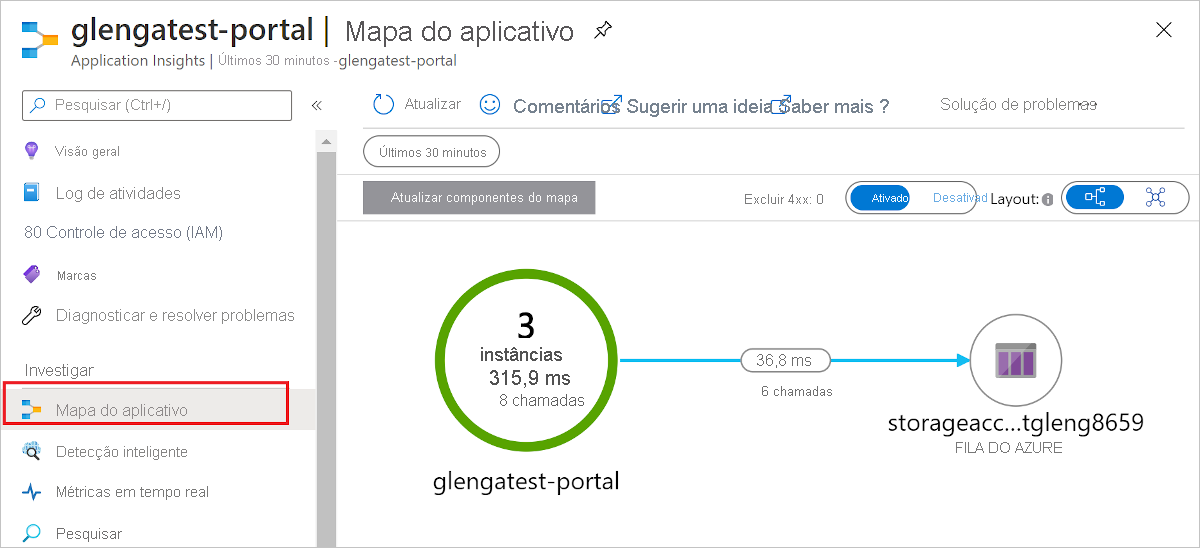 glengatest-portal | Mapa do aplicativo
Application Insights | Últimos 30 minutos -glengatest-portal
Pesquisar (Ctrl+/)
«
Atualizar
Comentários Sugerir uma ideia Saber mais ?
Solução de problemas
Visão geral
Log de atividades
80 Controle de acesso (IAM)
Marcas
Diagnosticar e resolver problemas
Investigar
Mapa do aplicativo
Detecção inteligente
Métricas em tempo real
Pesquisar
Últimos 30 minutos
Atualizar componentes do mapa
Excluir 4xx: 0
Ativado
Desativad
Layout:
3
instâncias
315,9 ms
8 chamadas
glengatest-portal
36,8 ms
6 chamadas
storageacc...tgleng8659
FILA DO AZURE